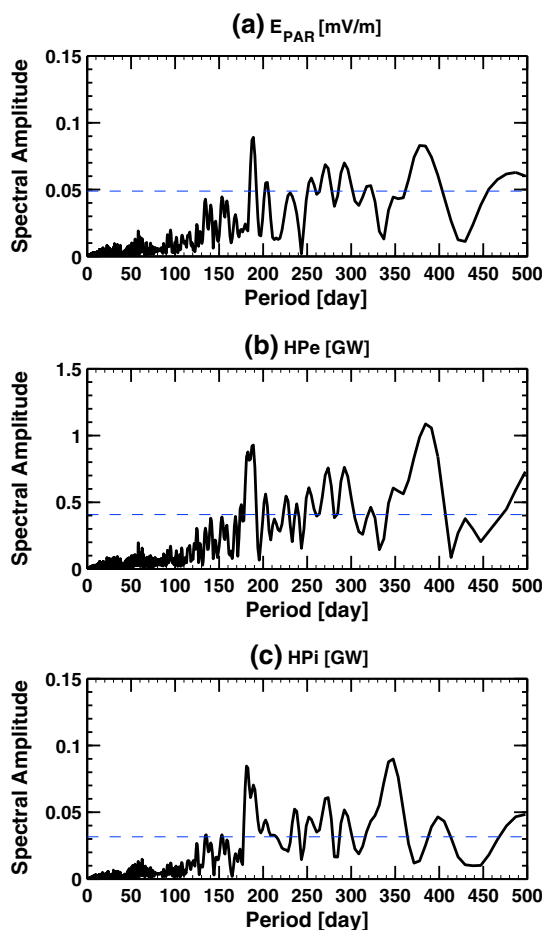 (a) E_PAR [mV/m]
Spectral Amplitude
0.15
0.1
0.05
0
0 50 100 150 200 250 300 350 400 450 500
Period [day]
(b) HPe [GW]
Spectral Amplitude
1.5
1
0.5
0
0 50 100 150 200 250 300 350 400 450 500
Period [day]
(c) HPi [GW]
Spectral Amplitude
0.15
0.1
0.05
0
0 50 100 150 200 250 300 350 400 450 500
Period [day]